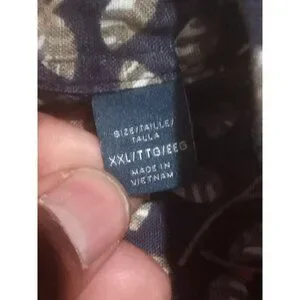 SIZE/TAILLE/
TALLA
XXL/TTG/EEG
MADE IN
VIETNAM